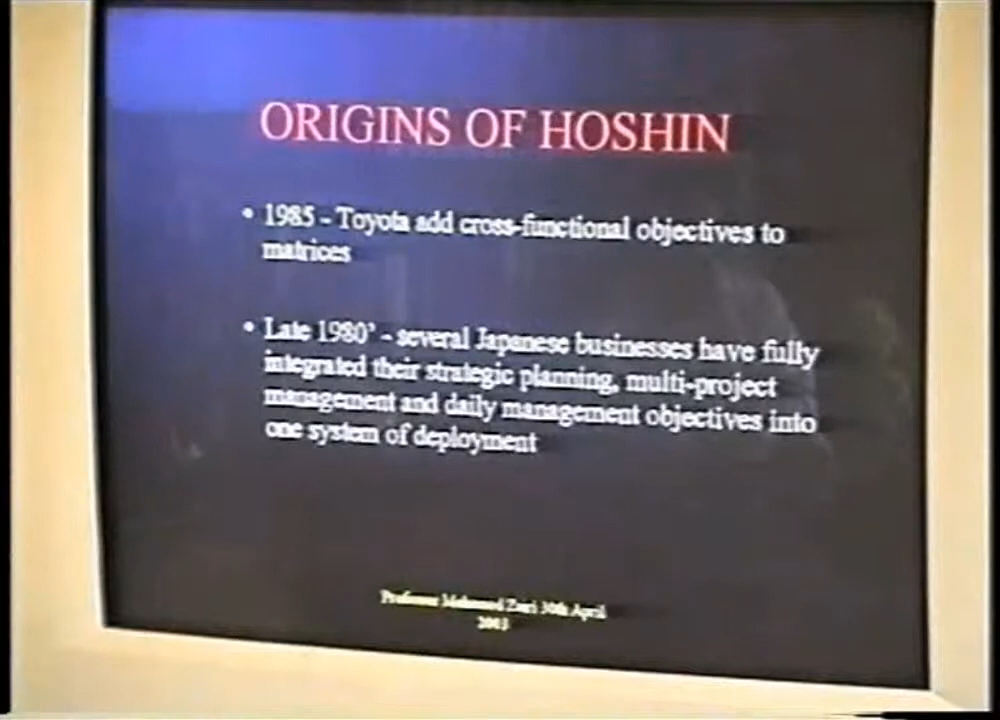 ORIGINS OF HOSHIN
• 1985 - Toyota add cross-functional objectives to
matrices
• Late 1980' - several Japanese businesses have fully
integrated their strategic planning, multi-project
management and daily management objectives into
one system of deployment
Professor Mohamed Zairi 30th April
2003